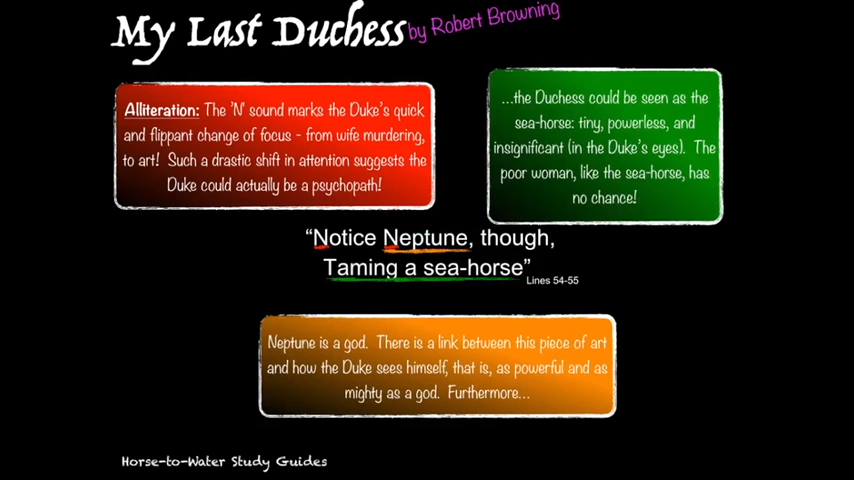 My Last Duchess by Robert Browning
Alliteration: The 'N' sound marks the Duke's quick
and flippant change of focus - from wife murdering,
to art! Such a drastic shift in attention suggests the
Duke could actually be a psychopath!
...the Duchess could be seen as the
sea-horse: tiny, powerless, and
insignificant (in the Duke's eyes). The
poor woman, like the sea-horse, has
no chance!
“Notice Neptune, though,
Taming a sea-horse”
Lines 54-55
Neptune is a god. There is a link between this piece of art
and how the Duke sees himself, that is, as powerful and as
mighty as a god. Furthermore...
Horse-to-Water Study Guides